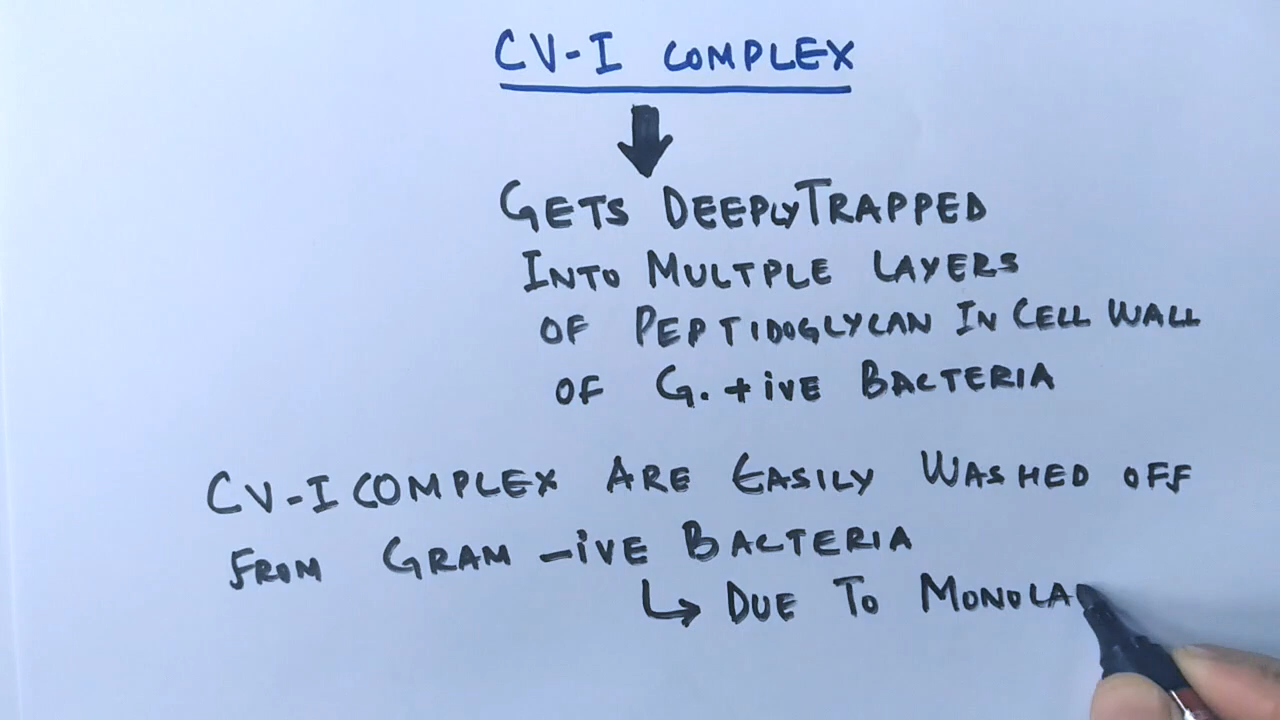 CV-I COMPLEX
GETS DEEPLY TRAPPED
INTO MULTPLE LAYERS
OF PEPTIDOGLYCAN IN CELL WALL
OF G. +IVE BACTERIA
CV-I COMPLEX ARE EASILY WASHED OFF
FROM GRAM -IVE BACTERIA
DUE TO MONOLA